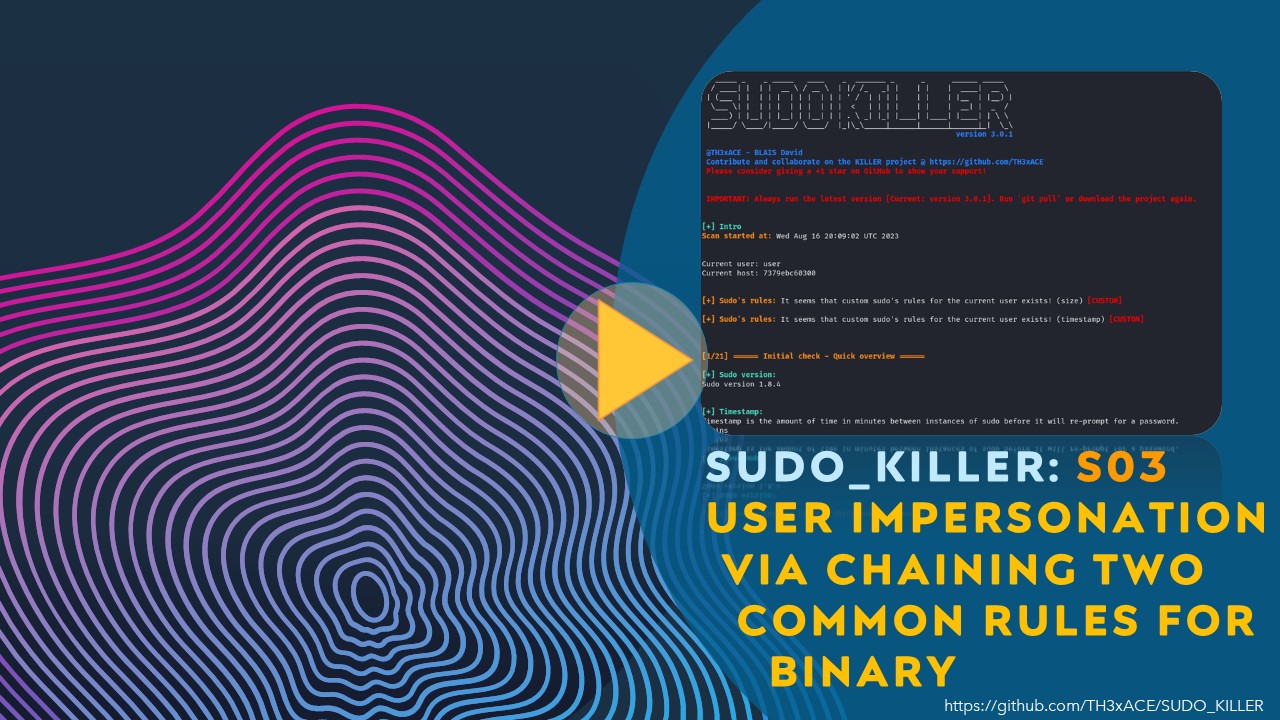 SUDOKILLER
version 3.0.1
@TH3xACE - BLAIS David
Contribute and collaborate on the KILLER project @ https://github.com/TH3xACE
Please consider giving a +1 star on GitHub to show your support!
IMPORTANT! Always run the latest version [Current: version 3.0.1]. Run 'git pull' or download the project again.
[+] Intro
Scan started at: Wed Aug 16 20:09:02 UTC 2023
Current user: user
Current host: 7379ebc60300
[+] Sudo's rules: It seems that custom sudo's rules for the current user exists! (size) [CUSTOM]
[+] Sudo's rules: It seems that custom sudo's rules for the current user exists! (timestamp) [CUSTOM]
[1/21] ====== Initial check - Quick overview ======
[+] Sudo version:
Sudo version 1.8.4
[+] Timestamp:
Timestamp is the amount of time in minutes between instances of sudo before it will re-prompt for a password.
SUDO_KILLER: S03
USER IMPERSONATION
VIA CHAINING TWO
COMMON RULES FOR
BINARY
https://github.com/TH3xACE/SUDO_KILLER